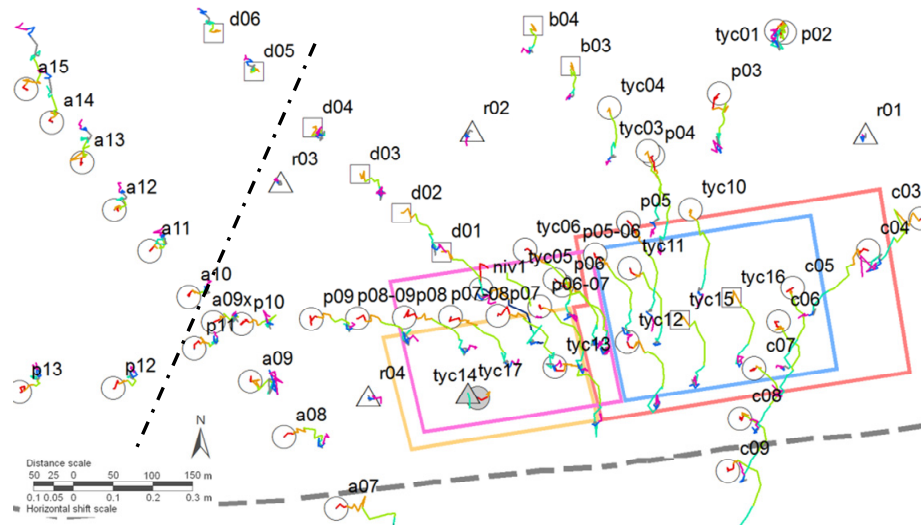 d06
b04
tyc01
p02
d05
b03
a15
p03
a14
tyc04
d04
r02
r01
a13
tyc03
p04
r03
d03
a12
p05
tyc10
c03
d02
a11
d01
tyc06
p05-06
c04
tyc05
tyc11
niv1
p06
a10
tyc16
c05
p06-07
a09x
p10
p09
p08-09
p08
p07-08
p07
tyc15
c06
p11
tyc12
tyc13
c07
p13
p12
a09
r04
tyc14
tyc17
c08
a08
N
c09
Distance scale
50 25 0 50 100 150 m
0.1 0.05 0 0.1 0.2 0.3 m
Horizontal shift scale
a07